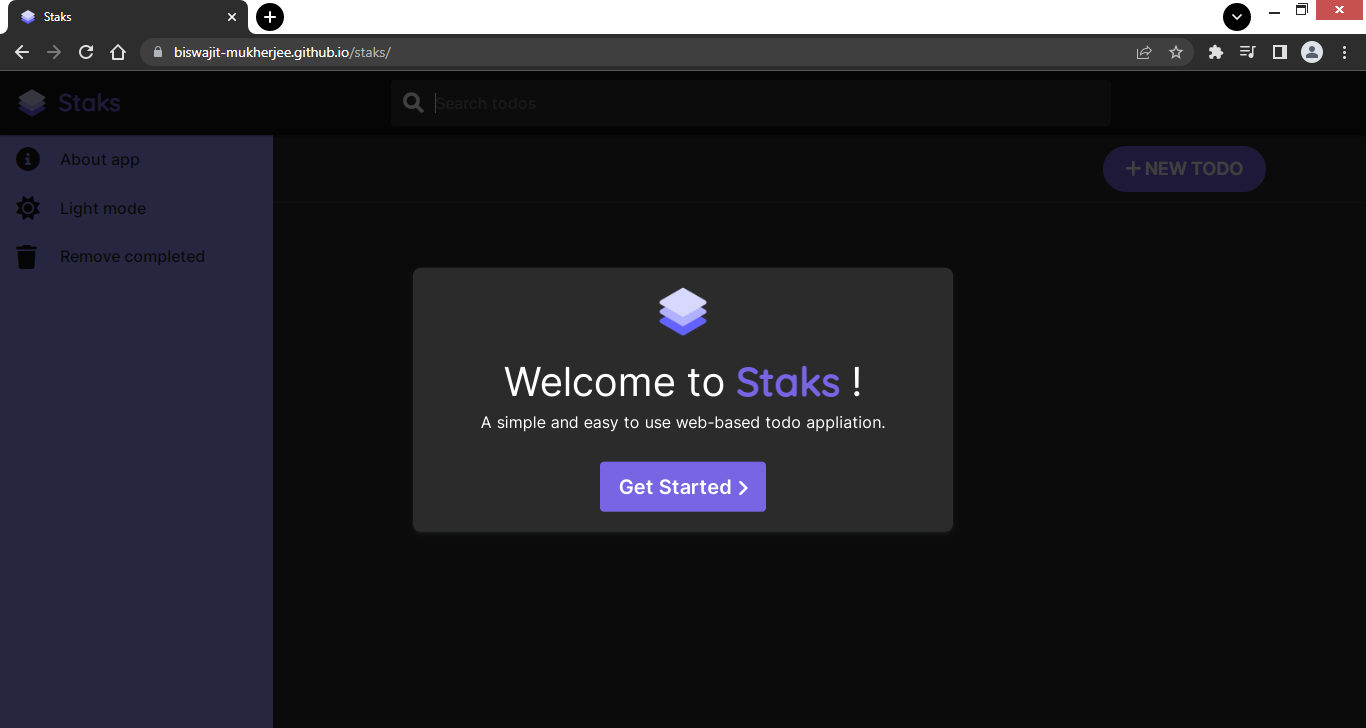 Staks
biswajit-mukherjee.github.io/staks/
Staks
Search todos
About app
Light mode
Remove completed
NEW TODO
Welcome to Staks !
A simple and easy to use web-based todo appliation.
Get Started